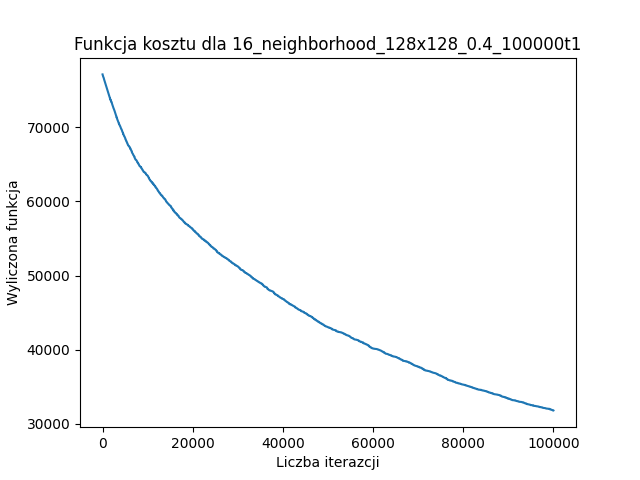 Funkcja kosztu dla 16_neighborhood_128x128_0.4_100000t1
70000
60000
50000
40000
30000
Wyliczona funkcja
0 20000 40000 60000 80000 100000
Liczba iterazcji